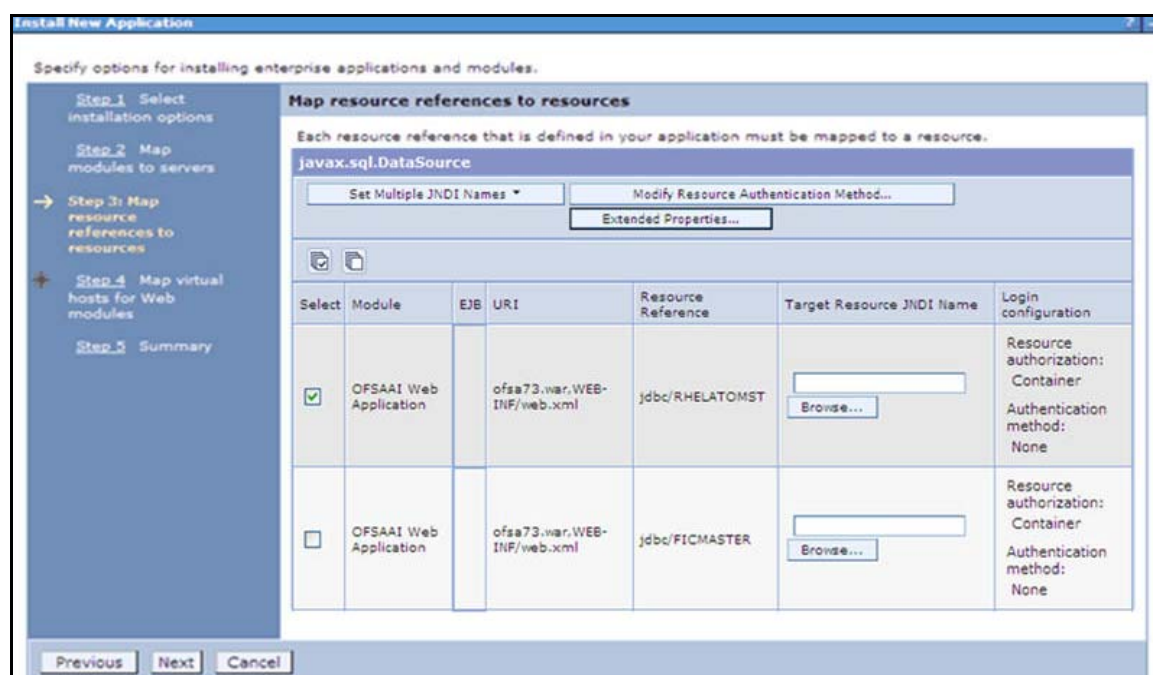 Install New Application ? -
Specify options for installing enterprise applications and modules.
Step 1 Select
installation options
Step 2 Map
modules to servers
Step 3: Map
resource
references to
resources
Step 4 Map virtual
hosts for Web
modules
Step 5 Summary
Map resource references to resources
Each resource reference that is defined in your application must be mapped to a resource.
javax.sql.DataSource
Set Multiple JNDI Names
Modify Resource Authentication Method...
Extended Properties...
Select Module EJB URI Resource Reference Target Resource JNDI Name Login configuration
OFSAAI Web
Application
ofsa73.war,WEB-
INF/web.xml
jdbc/RHELATOMST
Browse...
Resource
authorization:
Container
Authentication
method:
None
OFSAAI Web
Application
ofsa73.war,WEB-
INF/web.xml
jdbc/FICMASTER
Browse...
Resource
authorization:
Container
Authentication
method:
None
Previous Next Cancel